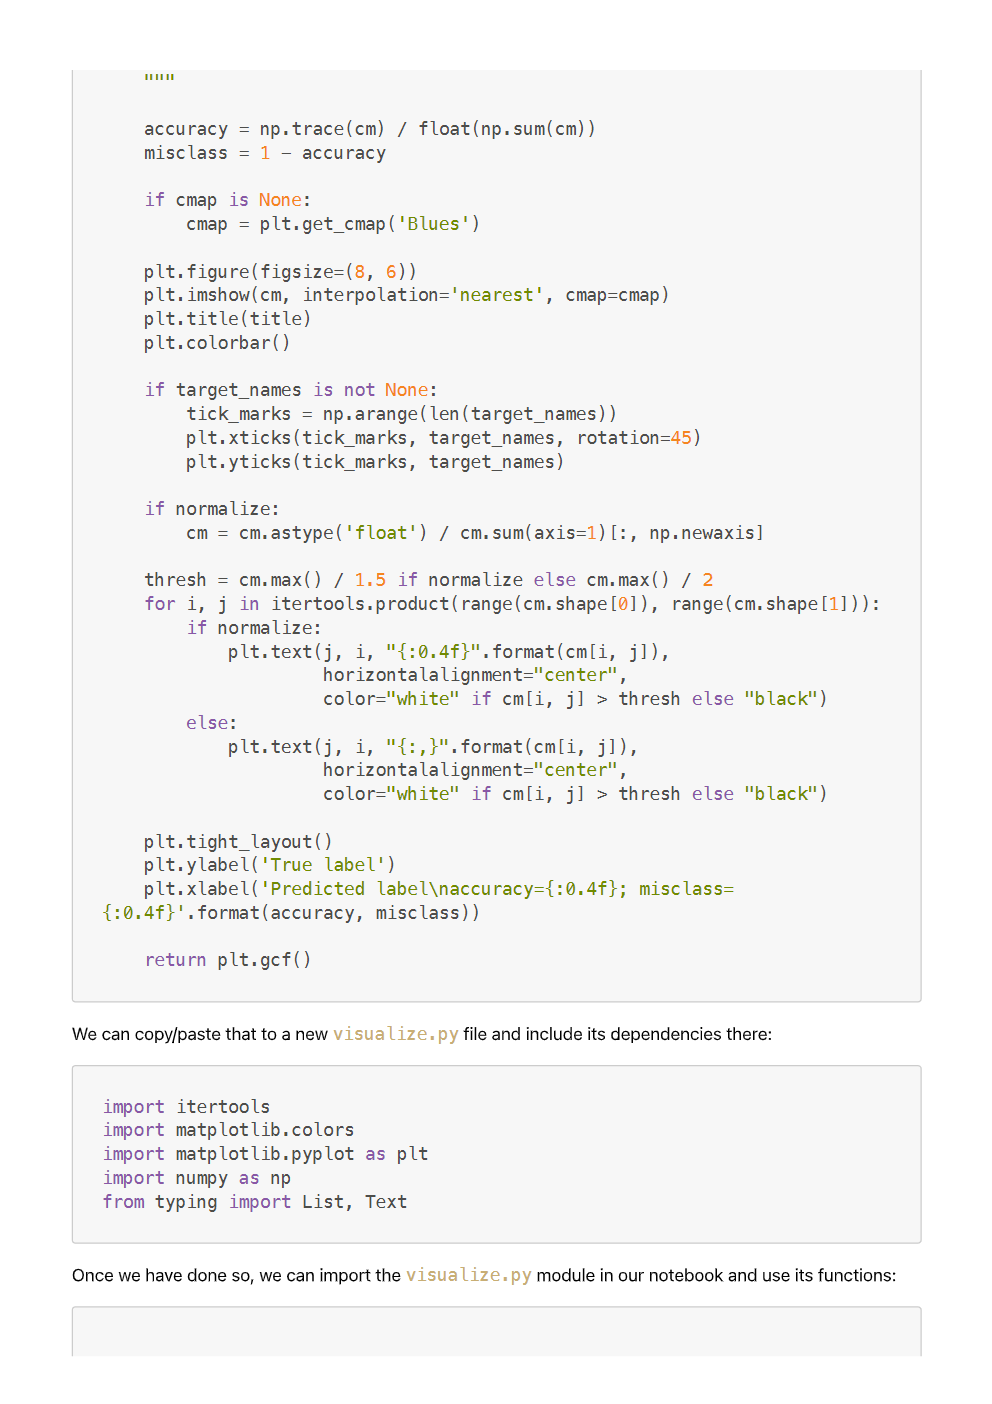 """
accuracy = np.trace(cm) / float(np.sum(cm))
misclass = 1 - accuracy
if cmap is None:
cmap = plt.get_cmap('Blues')
plt.figure(figsize=(8, 6))
plt.imshow(cm, interpolation='nearest', cmap=cmap)
plt.title(title)
plt.colorbar()
if target_names is not None:
tick_marks = np.arange(len(target_names))
plt.xticks(tick_marks, target_names, rotation=45)
plt.yticks(tick_marks, target_names)
if normalize:
cm = cm.astype('float') / cm.sum(axis=1)[:, np.newaxis]
thresh = cm.max() / 1.5 if normalize else cm.max() / 2
for i, j in itertools.product(range(cm.shape[0]), range(cm.shape[1])):
if normalize:
plt.text(j, i, "{:0.4f}".format(cm[i, j]),
horizontalalignment="center",
color="white" if cm[i, j] > thresh else "black")
else:
plt.text(j, i, "{:,}".format(cm[i, j]),
horizontalalignment="center",
color="white" if cm[i, j] > thresh else "black")
plt.tight_layout()
plt.ylabel('True label')
plt.xlabel('Predicted label\naccuracy={:0.4f}; misclass=
{:0.4f}'.format(accuracy, misclass))
return plt.gcf()
We can copy/paste that to a new visualize.py file and include its dependencies there:
import itertools
import matplotlib.colors
import matplotlib.pyplot as plt
import numpy as np
from typing import List, Text
Once we have done so, we can import the visualize.py module in our notebook and use its functions: